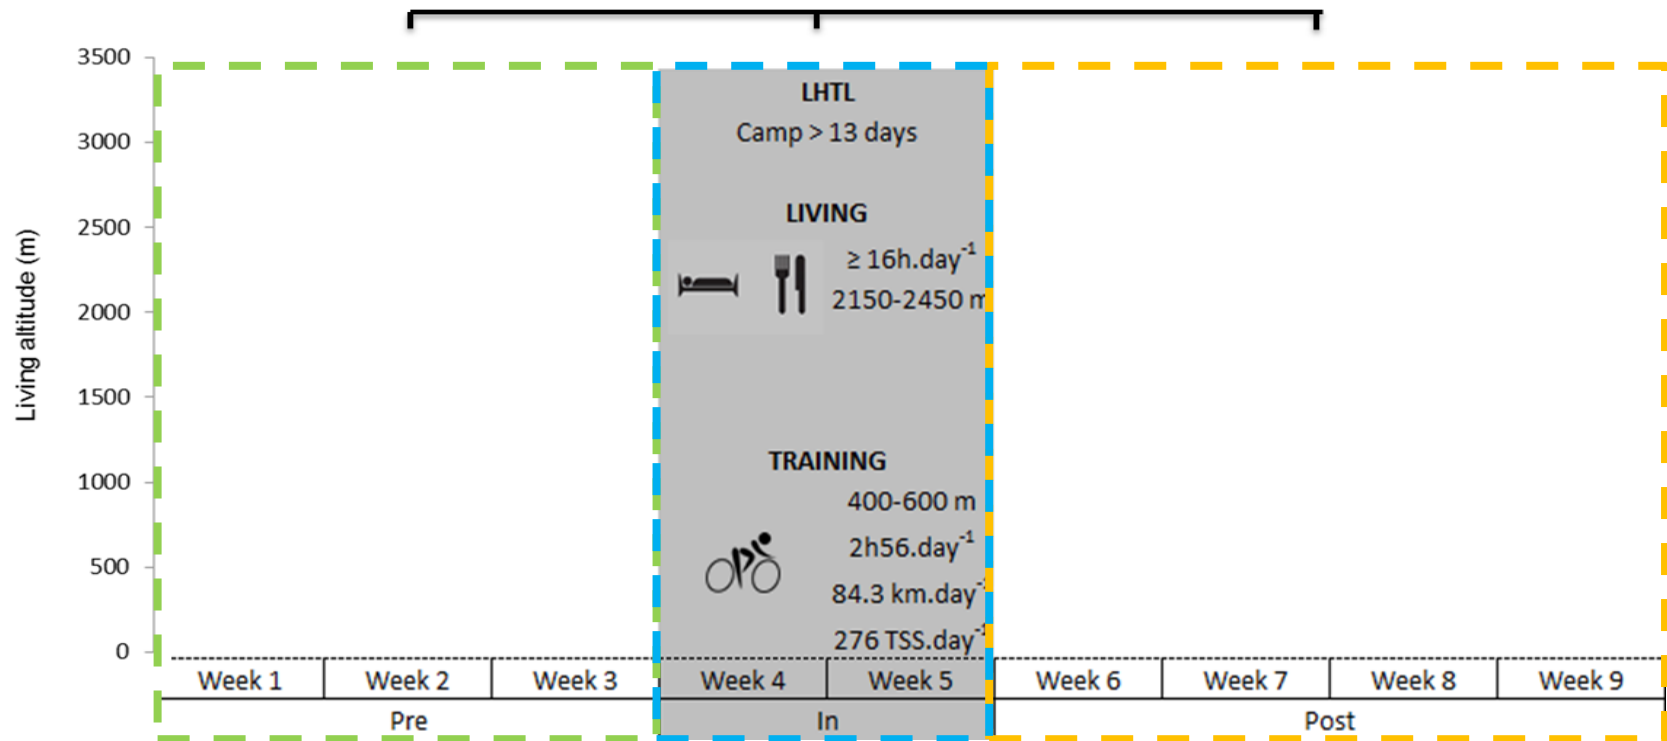 3500
3000
2500
2000
1500
1000
500
0
Living altitude (m)
LHTL
Camp > 13 days
LIVING
≥ 16h.day⁻¹
2150-2450 m
TRAINING
400-600 m
2h56.day⁻¹
84.3 km.day⁻¹
276 TSS.day⁻¹
Week 1 Week 2 Week 3 Week 4 Week 5 Week 6 Week 7 Week 8 Week 9
Pre In Post